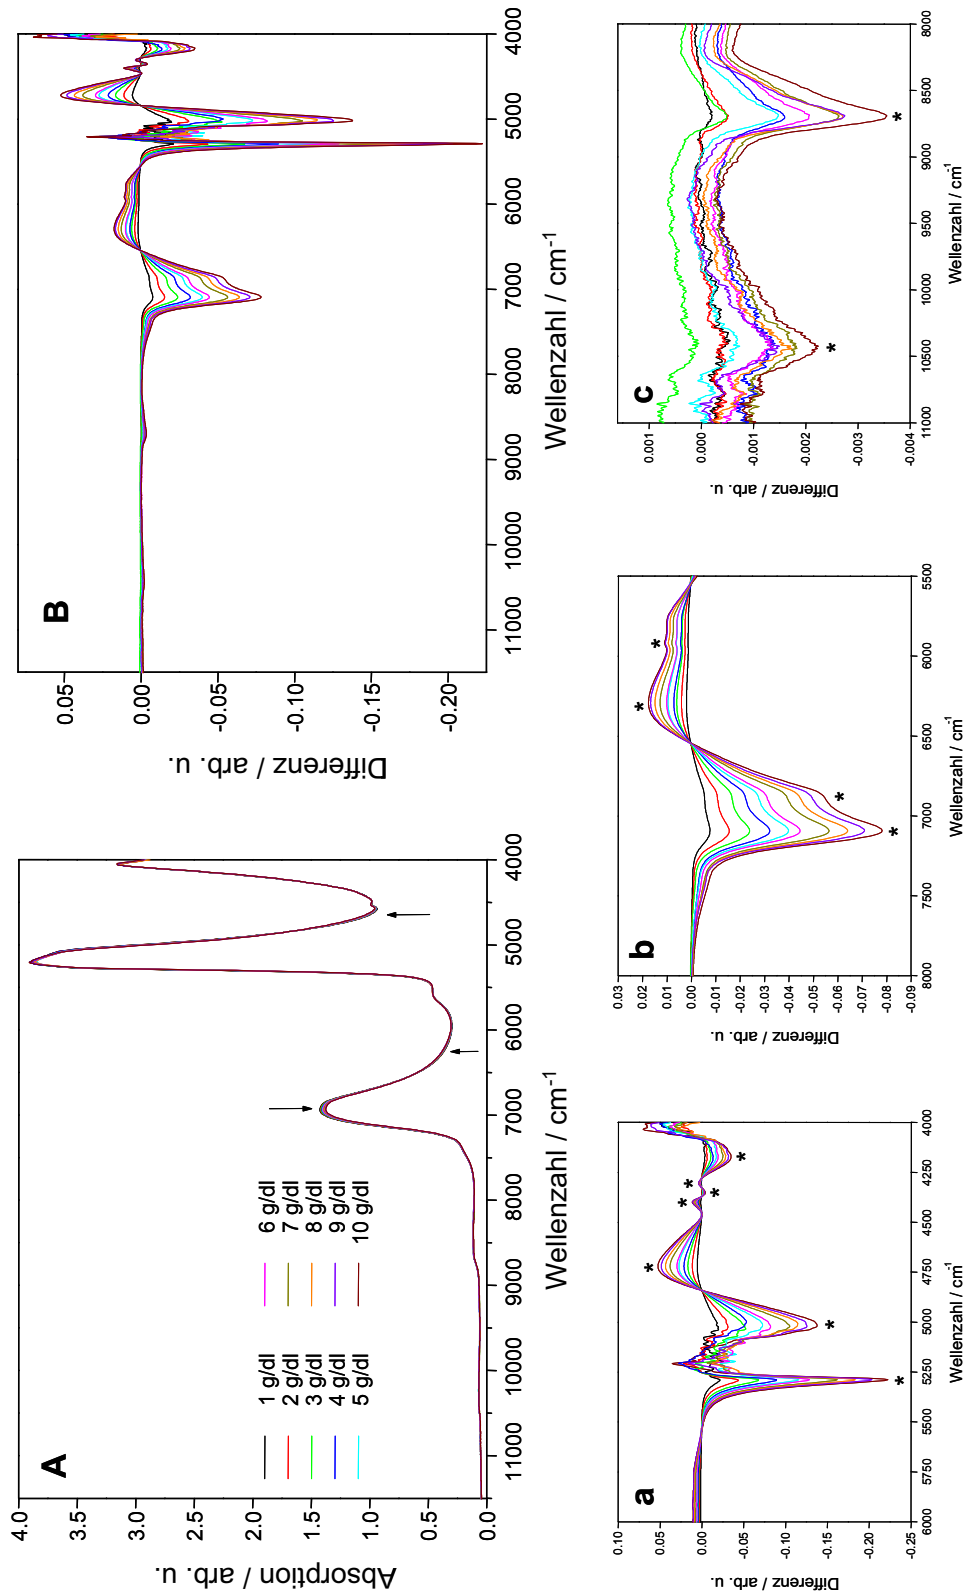 A
4.0
3.5
3.0
2.5
2.0
1.5
1.0
0.5
0.0
Absorption / arb. u.
1 g/dl
2 g/dl
3 g/dl
4 g/dl
5 g/dl
6 g/dl
7 g/dl
8 g/dl
9 g/dl
10 g/dl
11000 10000 9000 8000 7000 6000 5000 4000
Wellenzahl / cm⁻¹
B
0.05
0.00
-0.05
-0.10
-0.15
-0.20
Differenz / arb. u.
11000 10000 9000 8000 7000 6000 5000 4000
Wellenzahl / cm⁻¹
a
0.10
0.05
0.00
-0.05
-0.10
-0.15
-0.20
-0.25
Differenz / arb. u.
* * * * * * *
6000 5750 5500 5250 5000 4750 4500 4250 4000
Wellenzahl / cm⁻¹
b
0.03
0.02
0.01
0.00
-0.01
-0.02
-0.03
-0.04
-0.05
-0.06
-0.07
-0.08
-0.09
Differenz / arb. u.
* * * *
8000 7500 7000 6500 6000 5500
Wellenzahl / cm⁻¹
c
0.001
0.000
-0.001
-0.002
-0.003
-0.004
Differenz / arb. u.
* *
11000 10500 10000 9500 9000 8500 8000
Wellenzahl / cm⁻¹